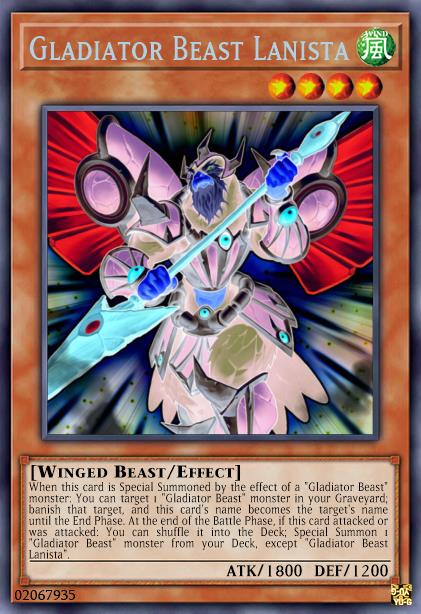 GLADIATOR BEAST LANISTA
WIND
風
[WINGED BEAST/EFFECT]
When this card is Special Summoned by the effect of a "Gladiator Beast"
monster: You can target 1 "Gladiator Beast" monster in your Graveyard;
banish that target, and this card's name becomes the target's name
until the End Phase. At the end of the Battle Phase, if this card attacked or
was attacked: You can shuffle it into the Deck; Special Summon 1
"Gladiator Beast" monster from your Deck, except "Gladiator Beast
Lanista".
ATK/1800 DEF/1200
02067935